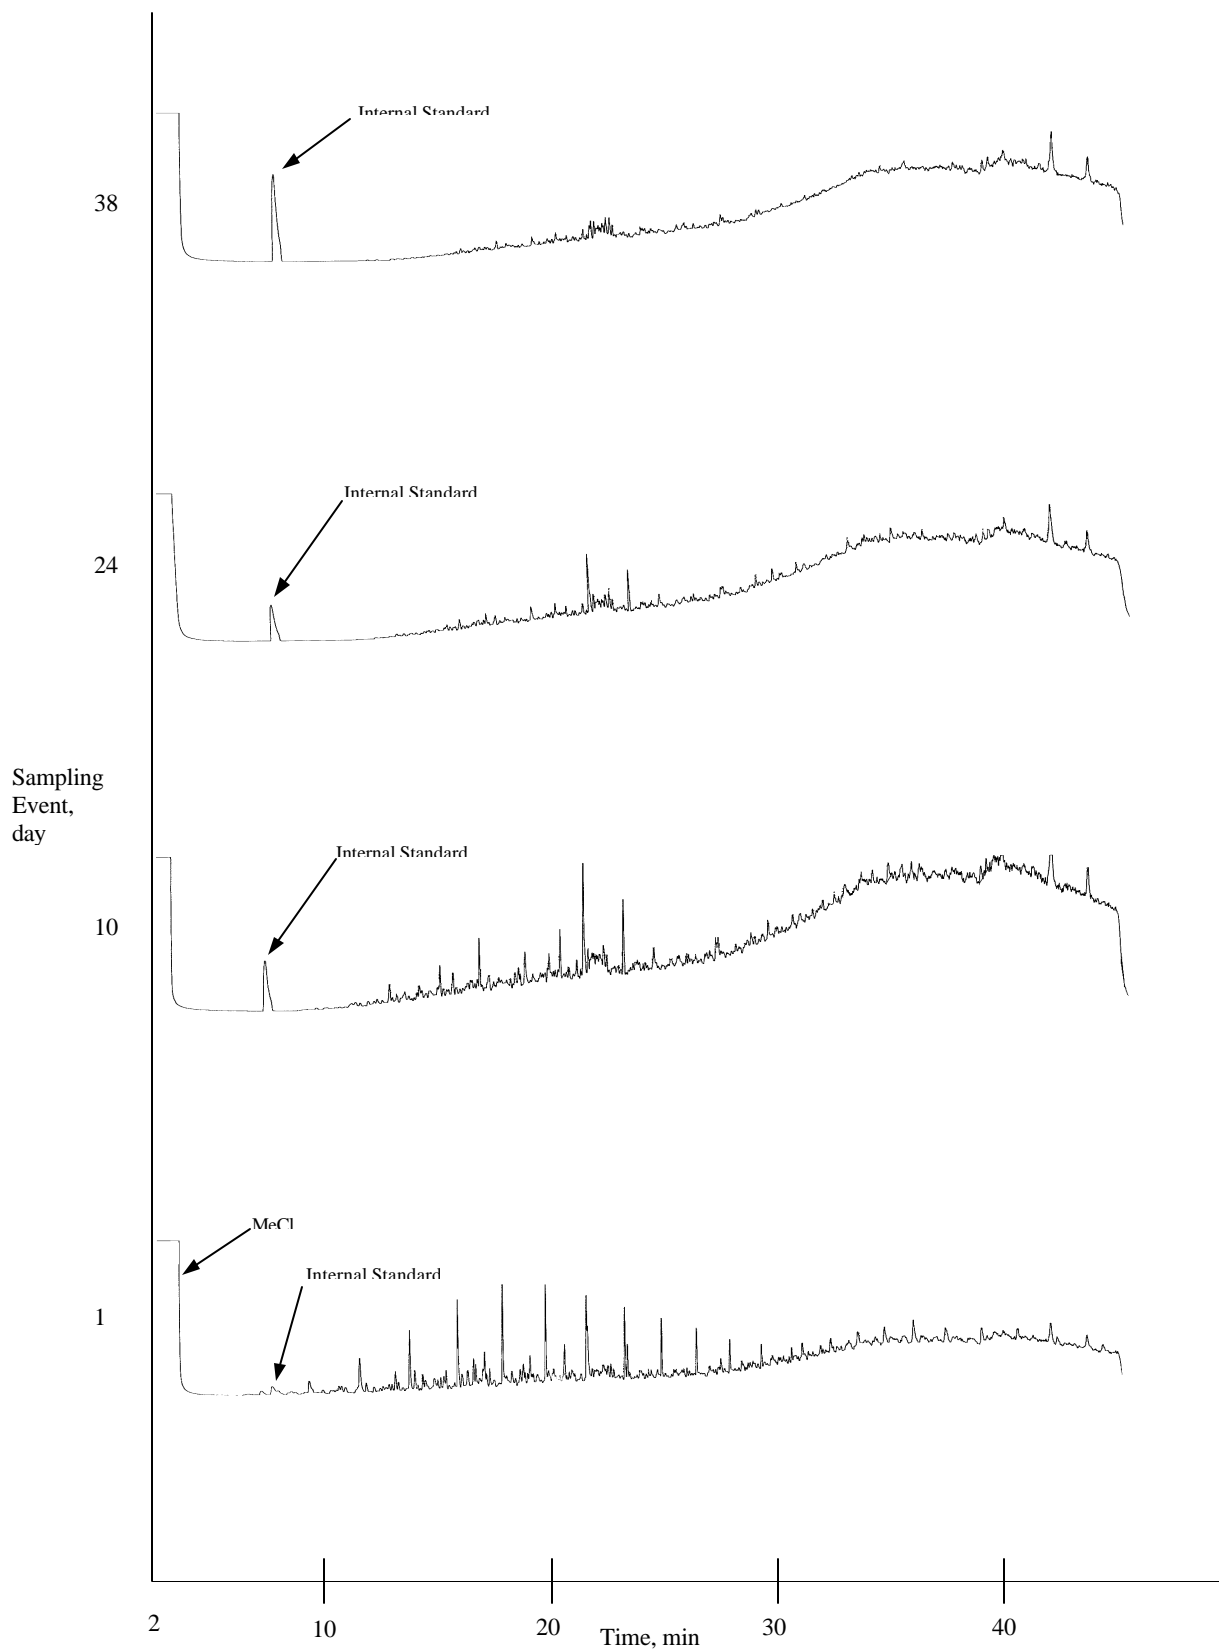 Internal Standard
38
Internal Standard
24
Sampling
Event,
day
Internal Standard
10
MeCl
Internal Standard
1
2
10
20
30
40
Time, min